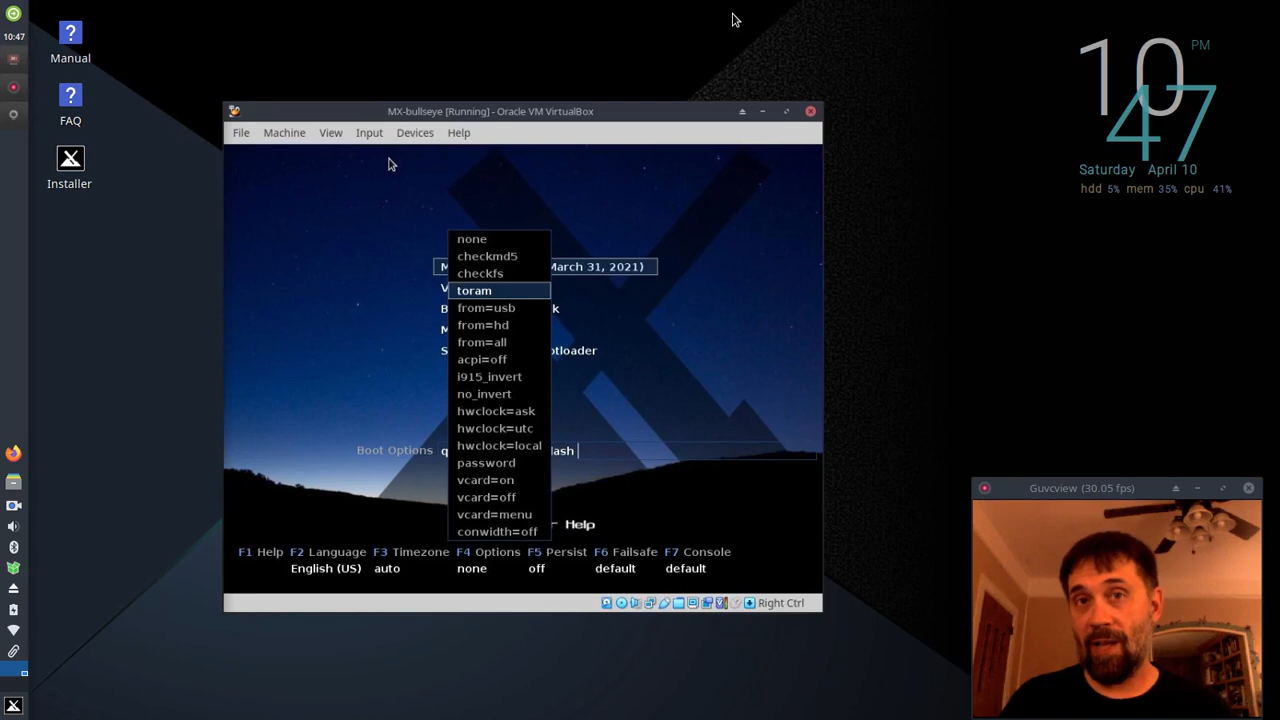 10:47
Manual
FAQ
Installer
10 PM
47
Saturday April 10
hdd 5% mem 35% cpu 41%
MX-bullseye [Running] - Oracle VM VirtualBox
File Machine View Input Devices Help
none
checkmd5
checkfs
toram
from=usb
from=hd
from=all
acpi=off
i915_invert
no_invert
hwclock=ask
hwclock=utc
hwclock=local
password
vcard=on
vcard=off
vcard=menu
conwidth=off
M March 31, 2021)
V
B k
M
S otloader
Boot Options q lash
Help
F1 Help F2 Language F3 Timezone F4 Options F5 Persist F6 Failsafe F7 Console
English (US) auto none off default default
Right Ctrl
Guvcview (30.05 fps)